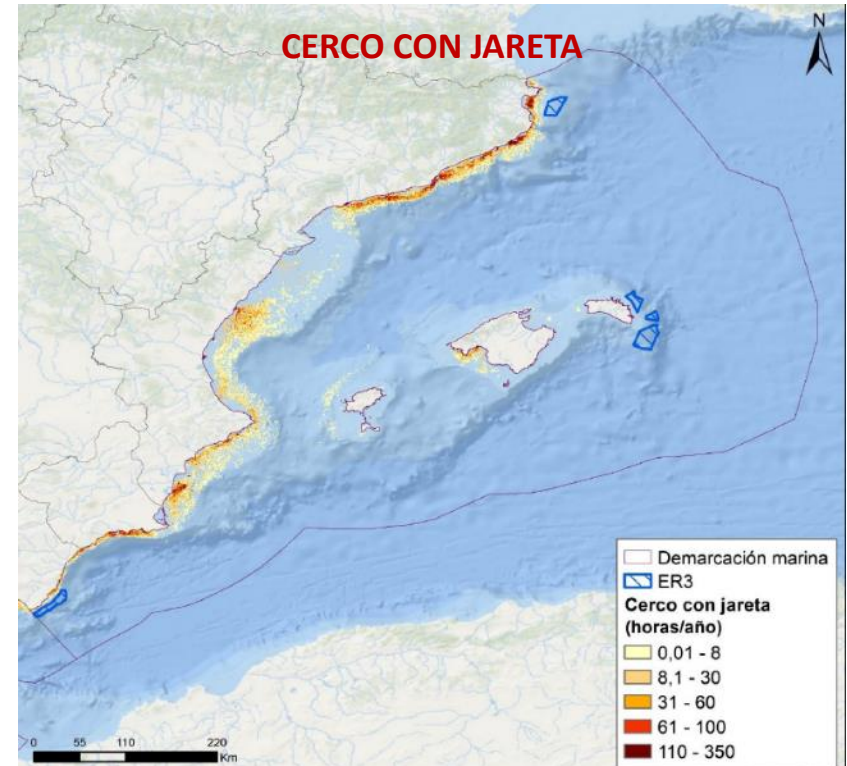 CERCO CON JARETA
N
Demarcación marina
ER3
Cerco con jareta
(horas/año)
0,01 - 8
8,1 - 30
31 - 60
61 - 100
110 - 350
0 55 110 220
Km